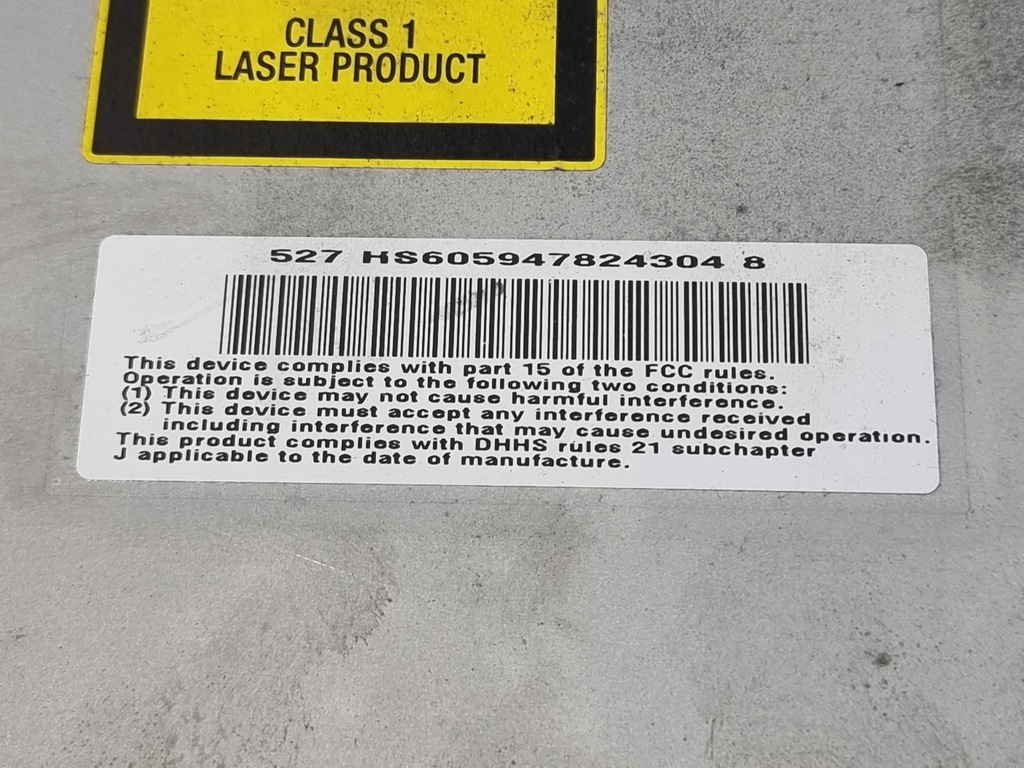 CLASS 1
LASER PRODUCT
527 HS605947824304 8
This device complies with part 15 of the FCC rules.
Operation is subject to the following two conditions:
(1) This device may not cause harmful interference.
(2) This device must accept any interference received
including interference that may cause undesired operation.
This product complies with DHHS rules 21 subchapter
J applicable to the date of manufacture.